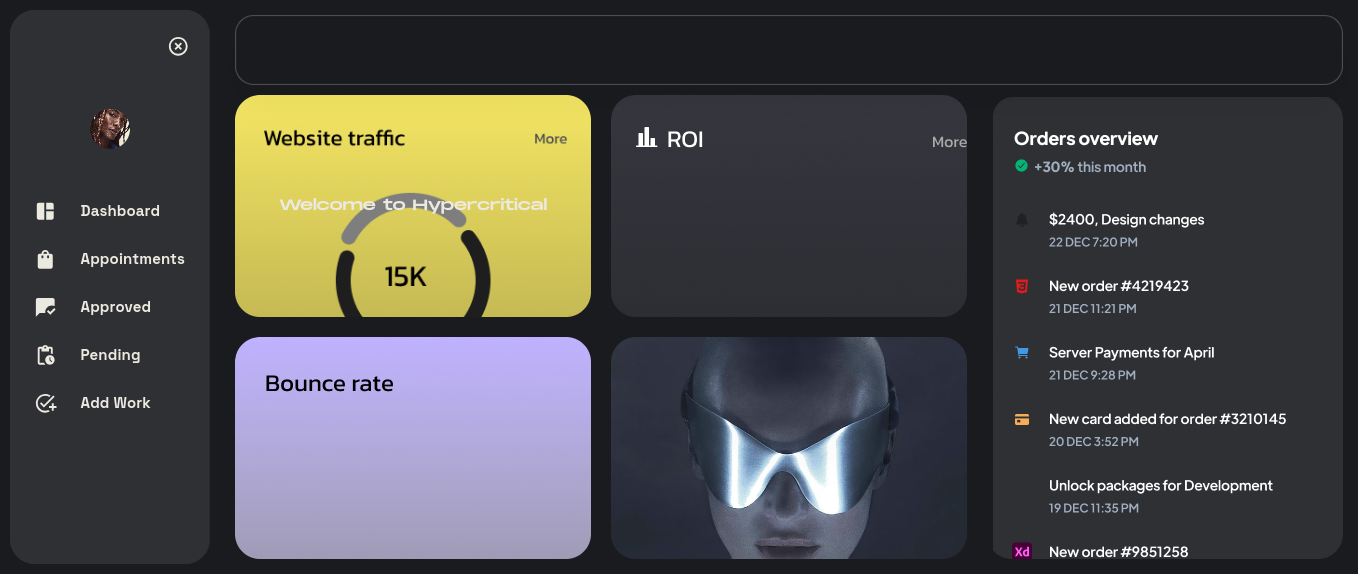 Dashboard
Appointments
Approved
Pending
Add Work
Website traffic
More
Welcome to Hypercritical
15K
ROI
More
Bounce rate
Orders overview
+30% this month
$2400, Design changes
22 DEC 7:20 PM
New order #4219423
21 DEC 11:21 PM
Server Payments for April
21 DEC 9:28 PM
New card added for order #3210145
20 DEC 3:52 PM
Unlock packages for Development
19 DEC 11:35 PM
Xd
New order #9851258